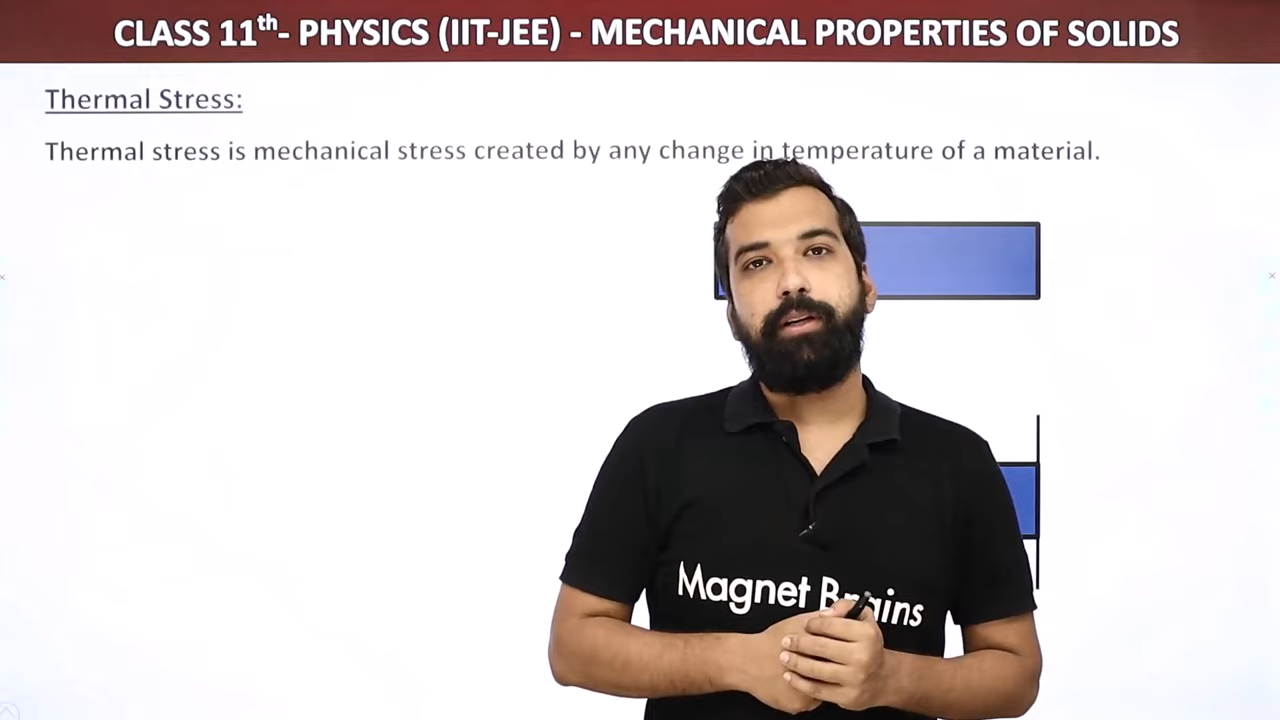 CLASS 11th- PHYSICS (IIT-JEE) - MECHANICAL PROPERTIES OF SOLIDS
Thermal Stress:
Thermal stress is mechanical stress created by any change in temperature of a material.
Magnet Brains